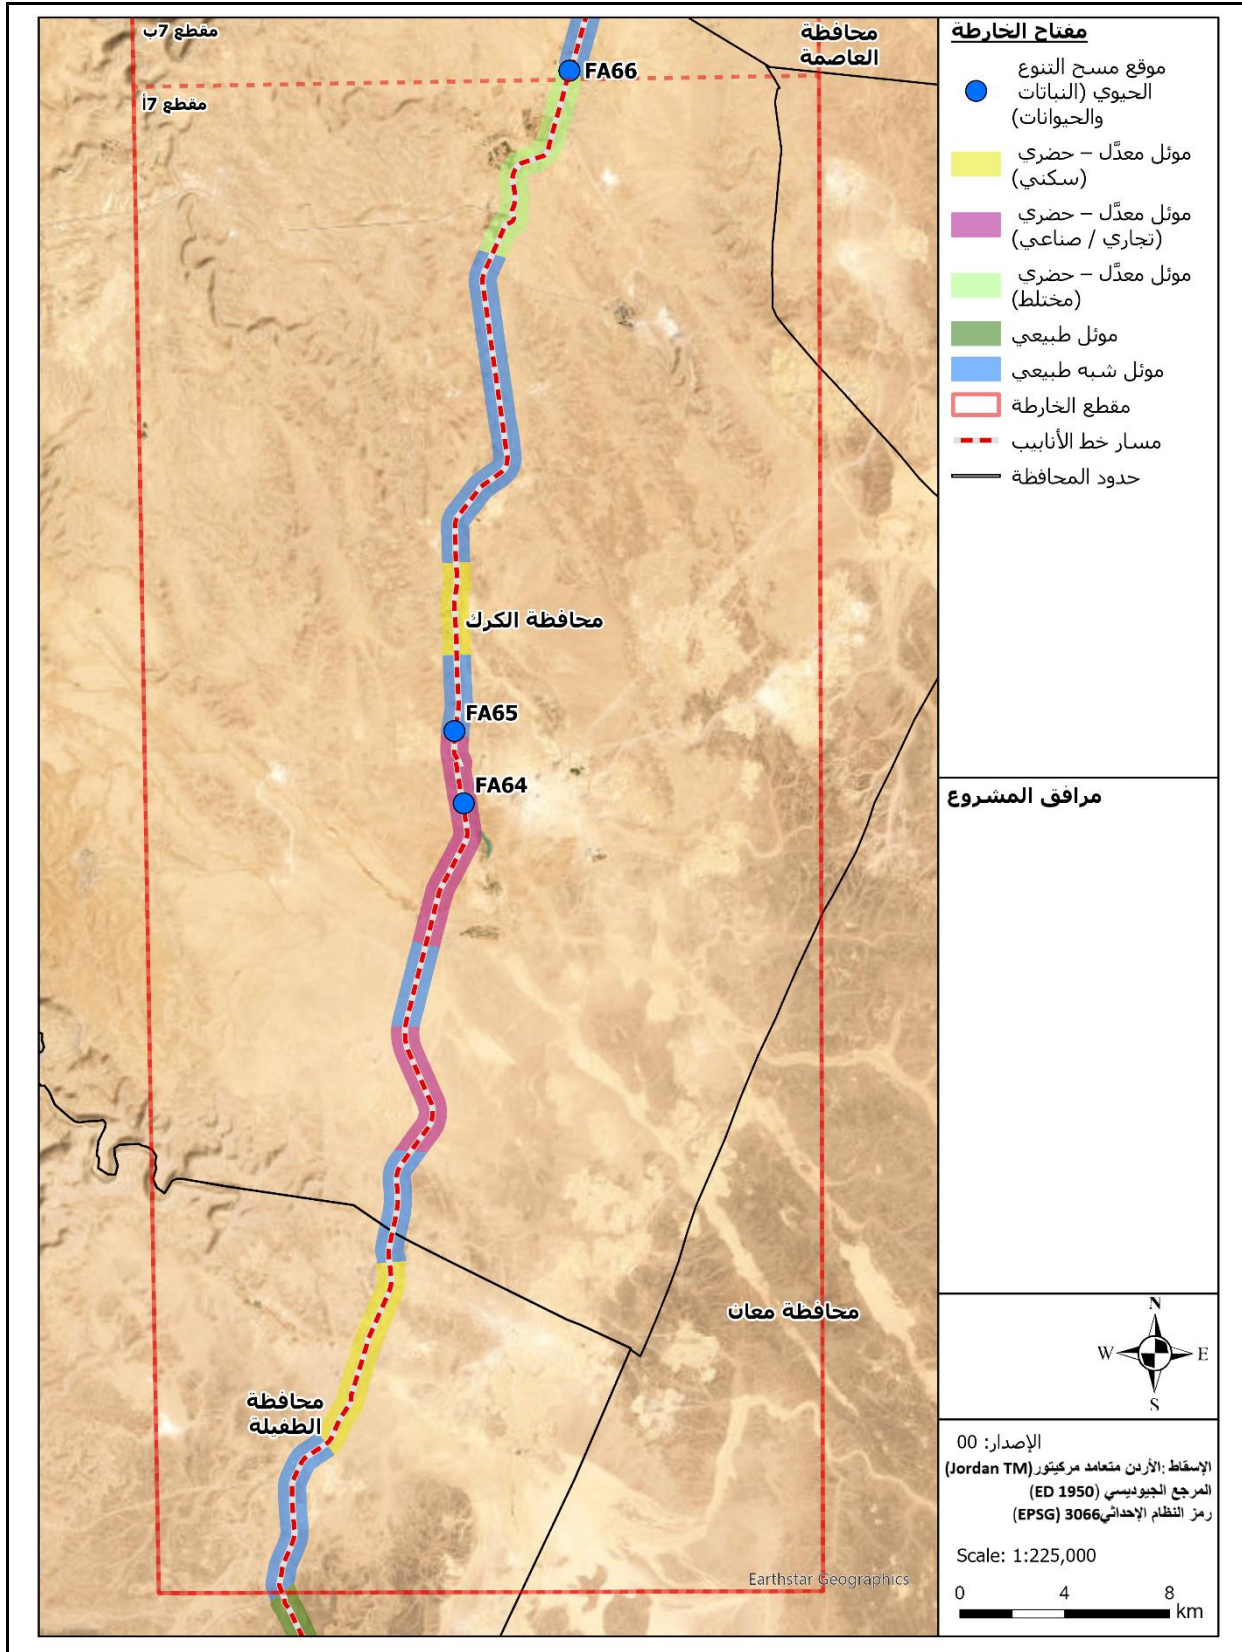 مقطع 7ب
مقطع 7أ
محافظة
العاصمة
FA66
محافظة الكرك
FA65
FA64
محافظة معان
محافظة
الطفيلة
Earthstar Geographics
مفتاح الخارطة
موقع مسح التنوع
الحيوي (النباتات
والحيوانات)
موئل معدَّل – حضري
(سكني)
موئل معدَّل – حضري
(تجاري / صناعي)
موئل معدَّل – حضري
(مختلط)
موئل طبيعي
موئل شبه طبيعي
مقطع الخارطة
مسار خط الأنابيب
حدود المحافظة
مرافق المشروع
N
W E
S
الإصدار: 00
الإسقاط :الأردن متعامد مركيتور(Jordan TM)
المرجع الجيوديسي (ED 1950)
رمز النظام الإحداثي3066 (EPSG)
Scale: 1:225,000
0 4 8
km